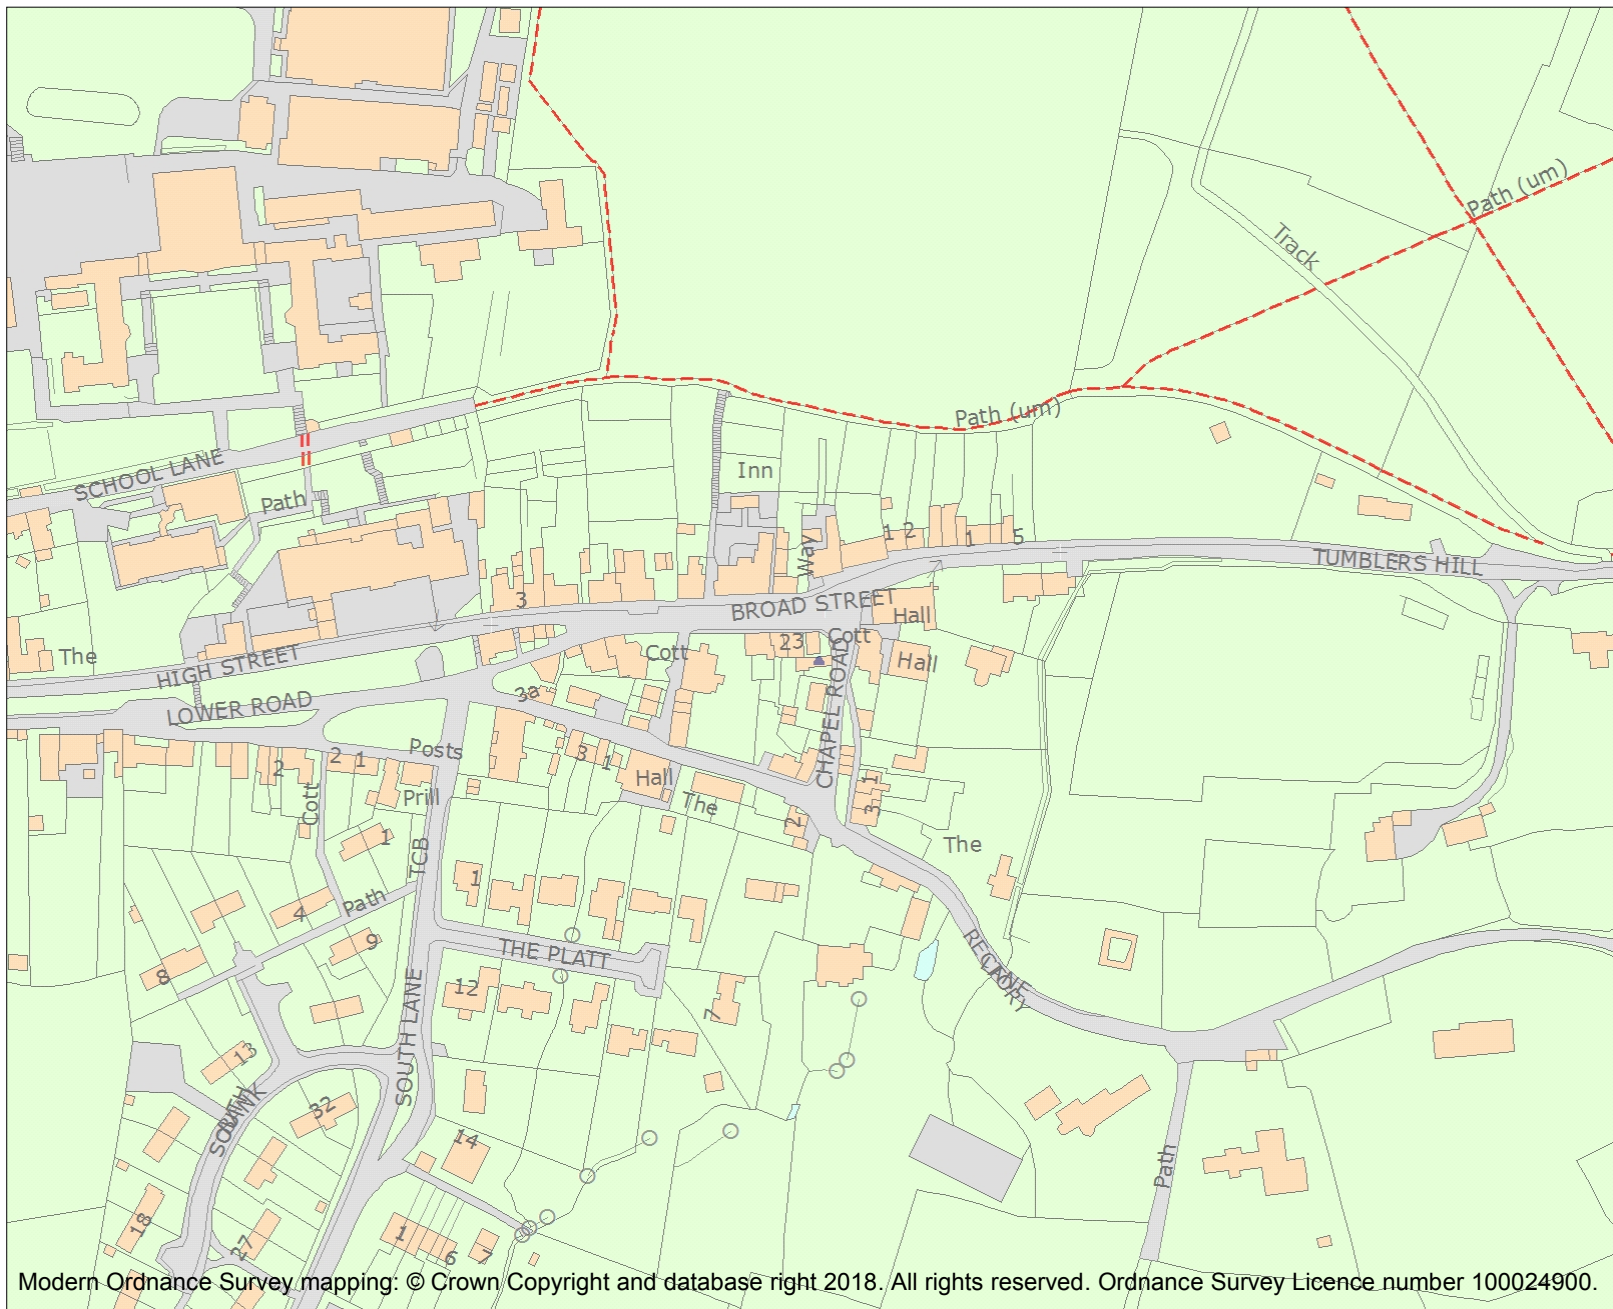 Path (um)
Track
Path (um)
Inn
SCHOOL LANE
Path
Way
1
2
1
5
TUMBLERS HILL
3
BROAD STREET
Hall
The
HIGH STREET
Cott
23
Cott
Hall
3a
LOWER ROAD
CHAPEL ROAD
Posts
2
1
2
3
1
Hall
The
Cott
Prill
1
3
2
1
TCB
The
1
4
Path
9
8
THE PLATT
RECTORY
LANE
12
7
SOUTH LANE
13
SOUTH
BANK
32
14
Path
18
27
1
6
7
Modern Ordnance Survey mapping: © Crown Copyright and database right 2018. All rights reserved. Ordnance Survey Licence number 100024900.